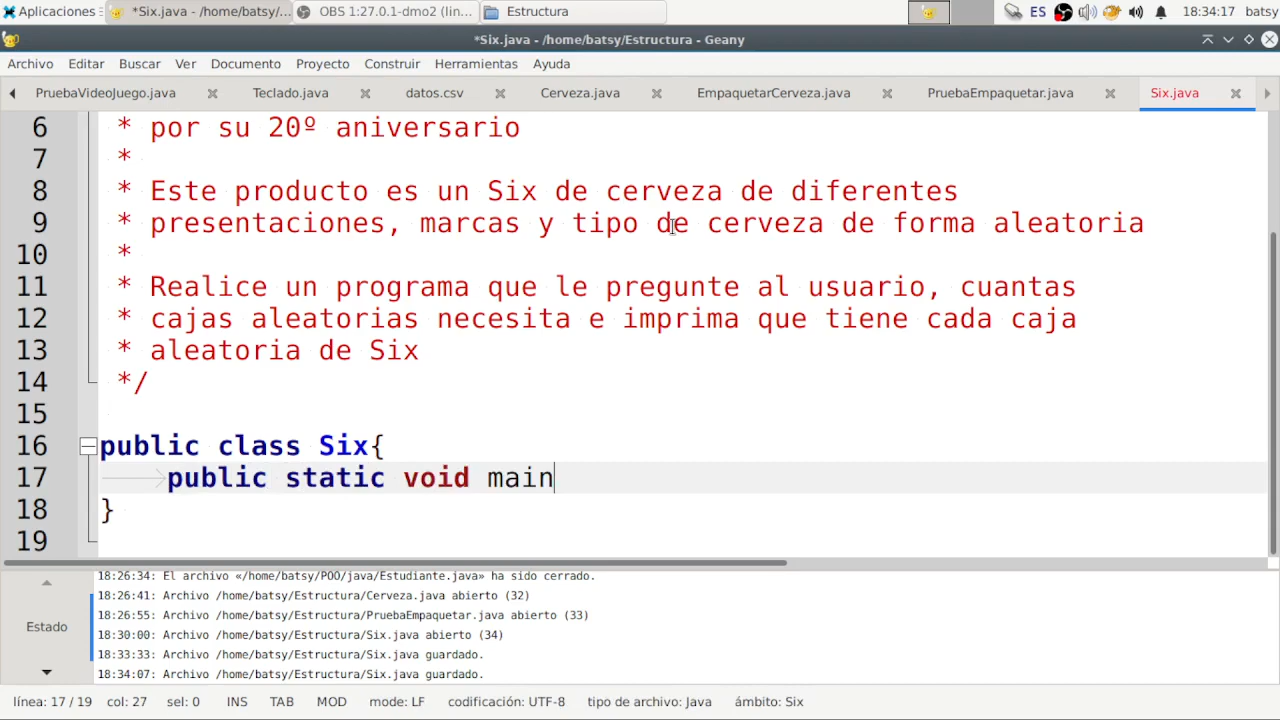 Aplicaciones
*Six.java - /home/batsy/...
OBS 1:27.0.1-dmo2 (lin...
Estructura
ES
18:34:17
batsy
*Six.java - /home/batsy/Estructura - Geany
Archivo Editar Buscar Ver Documento Proyecto Construir Herramientas Ayuda
PruebaVideoJuego.java Teclado.java datos.csv Cerveza.java EmpaquetarCerveza.java PruebaEmpaquetar.java Six.java
6 * por su 20º aniversario
7 *
8 * Este producto es un Six de cerveza de diferentes
9 * presentaciones, marcas y tipo de cerveza de forma aleatoria
10 *
11 * Realice un programa que le pregunte al usuario, cuantas
12 * cajas aleatorias necesita e imprima que tiene cada caja
13 * aleatoria de Six
14 */
15
16 public class Six{
17 public static void main
18 }
19
Estado
18:26:34: El archivo «/home/batsy/POO/java/Estudiante.java» ha sido cerrado.
18:26:41: Archivo /home/batsy/Estructura/Cerveza.java abierto (32)
18:26:55: Archivo /home/batsy/Estructura/PruebaEmpaquetar.java abierto (33)
18:30:00: Archivo /home/batsy/Estructura/Six.java abierto (34)
18:33:33: Archivo /home/batsy/Estructura/Six.java guardado.
18:34:07: Archivo /home/batsy/Estructura/Six.java guardado.
línea: 17 / 19 col: 27 sel: 0 INS TAB MOD mode: LF codificación: UTF-8 tipo de archivo: Java ámbito: Six